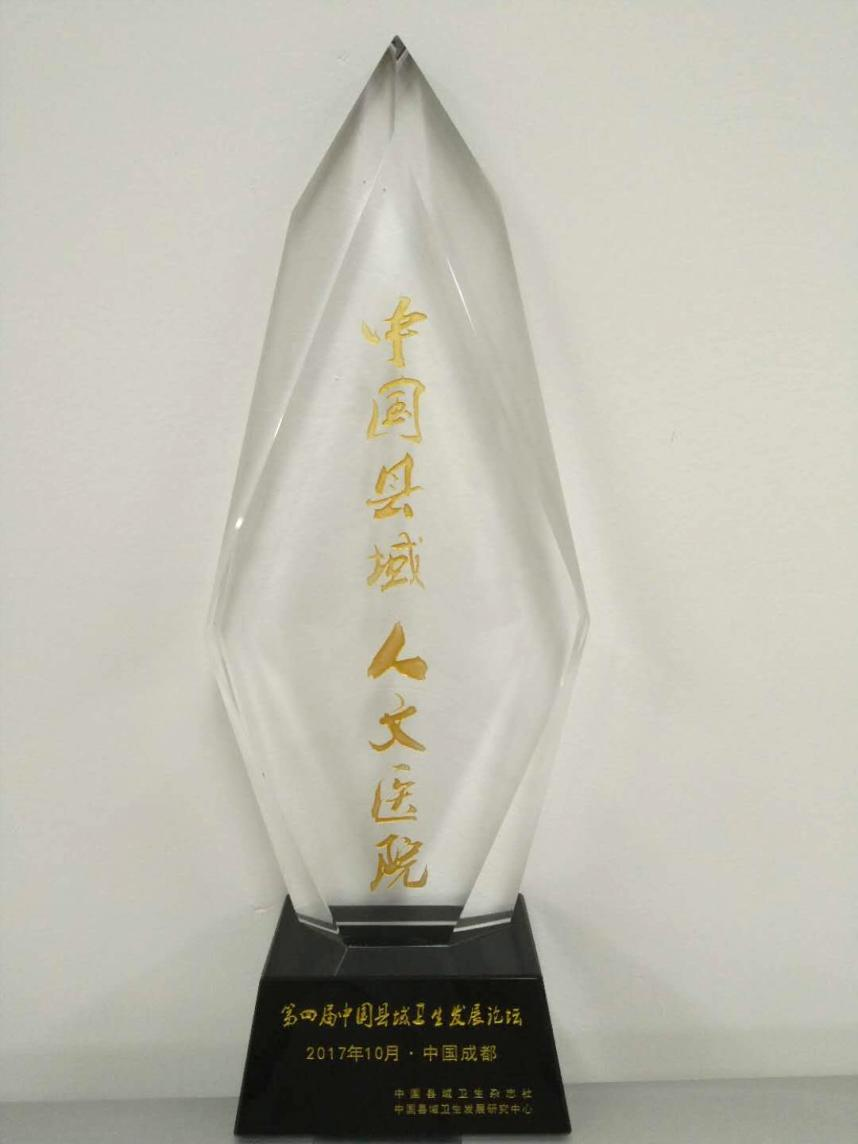 中国县域 人文医院
第四届中国县域卫生发展论坛
2017年10月·中国成都
中国县域卫生杂志社
中国县域卫生发展研究中心